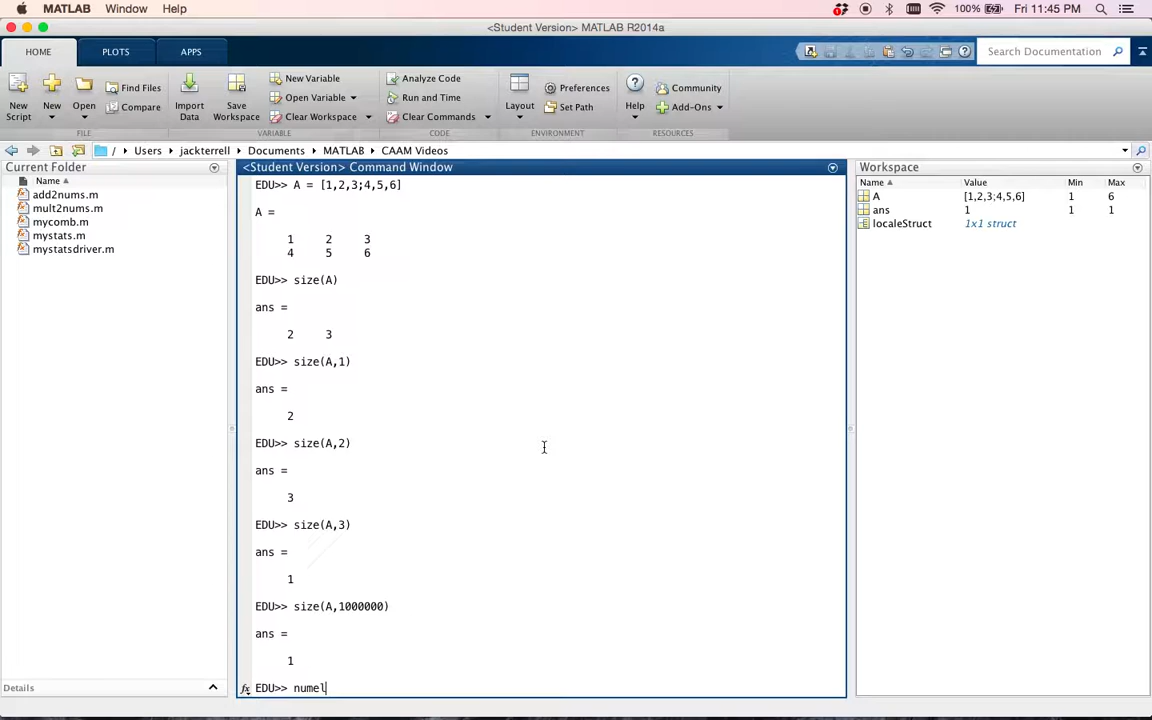 MATLAB Window Help 100% Fri 11:45 PM
<Student Version> MATLAB R2014a
HOME PLOTS APPS Search Documentation
New Script
New
Open
Find Files
Compare
FILE
Import Data
Save Workspace
New Variable
Open Variable
Clear Workspace
VARIABLE
Analyze Code
Run and Time
Clear Commands
CODE
Layout
Preferences
Set Path
ENVIRONMENT
Help
Community
Add-Ons
RESOURCES
/ Users jackterrell Documents MATLAB CAAM Videos
Current Folder
Name
add2nums.m
mult2nums.m
mycomb.m
mystats.m
mystatsdriver.m
Details
<Student Version> Command Window
EDU>> A = [1,2,3;4,5,6]
A =
1 2 3
4 5 6
EDU>> size(A)
ans =
2 3
EDU>> size(A,1)
ans =
2
EDU>> size(A,2)
ans =
3
EDU>> size(A,3)
ans =
1
EDU>> size(A,1000000)
ans =
1
fx EDU>> numel
Workspace
Name Value Min Max
A [1,2,3;4,5,6] 1 6
ans 1 1 1
localeStruct 1x1 struct